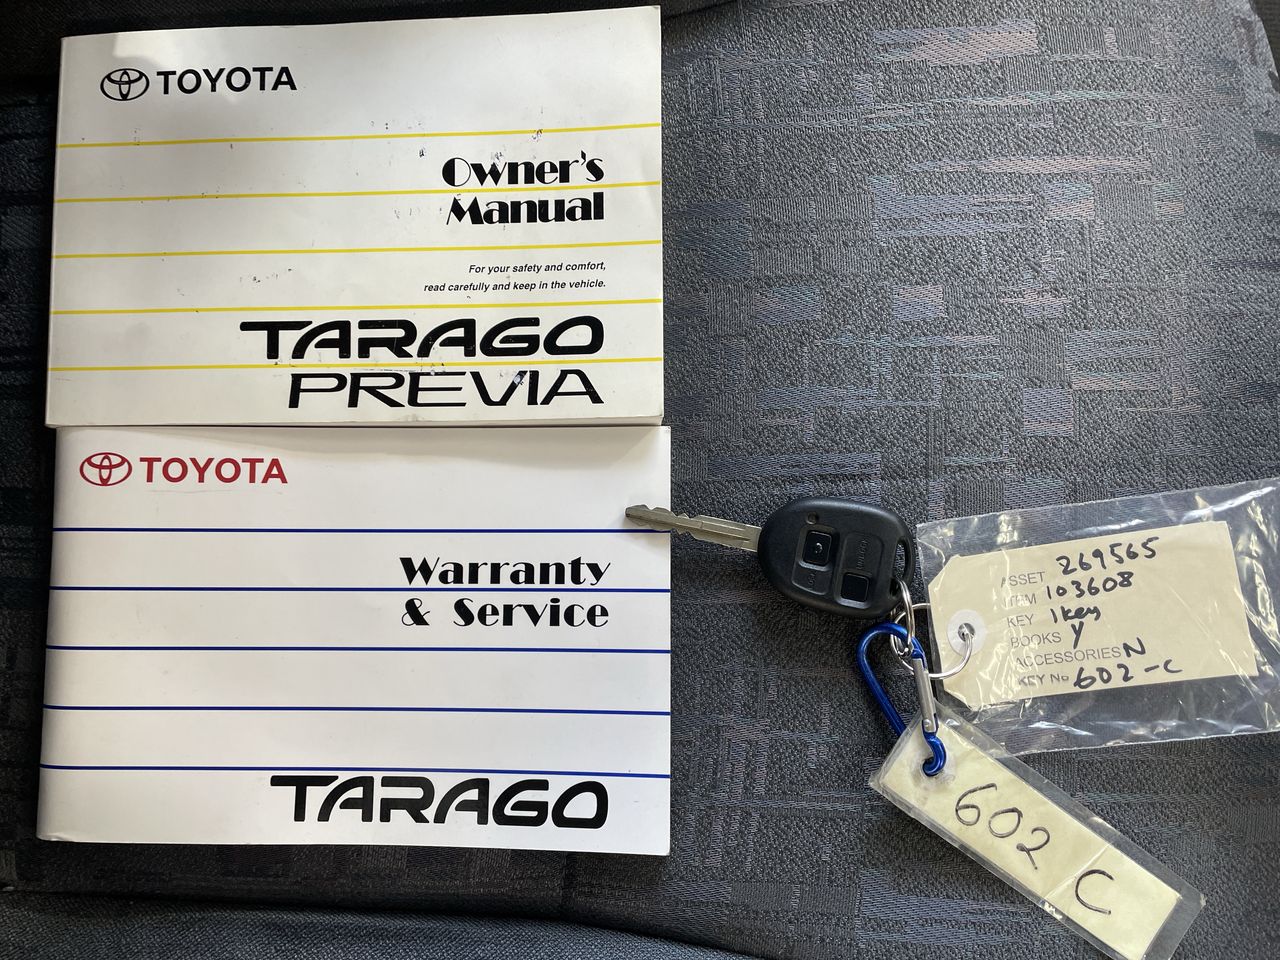 TOYOTA
Owner's
Manual
For your safety and comfort,
read carefully and keep in the vehicle.
TARAGO
PREVIA
TOYOTA
Warranty
& Service
TARAGO
ASSET 269565
ITEM 103608
KEY 1key
BOOKS Y
ACCESSORIES N
KEY No 602-C
602 C